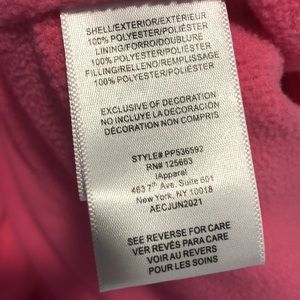 SHELL/EXTERIOR/EXTÉRIEUR
100% POLYESTER/POLIÉSTER
LINING/FORRO/DOUBLURE
100% POLYESTER/POLIÉSTER
FILLING/RELLENO/REMPLISSAGE
100% POLYESTER/POLIÉSTER
EXCLUSIVE OF DECORATION
NO INCLUYE LA DECORACIÓN
DÉCORATION NON COMPRIS
STYLE# PP536592
RN# 125663
iApparel
463 7th Ave. Suite 601
New York, NY 10018
AECJUN2021
SEE REVERSE FOR CARE
VER REVÉS PARA CARE
VOIR AU REVERS
POUR LES SOINS